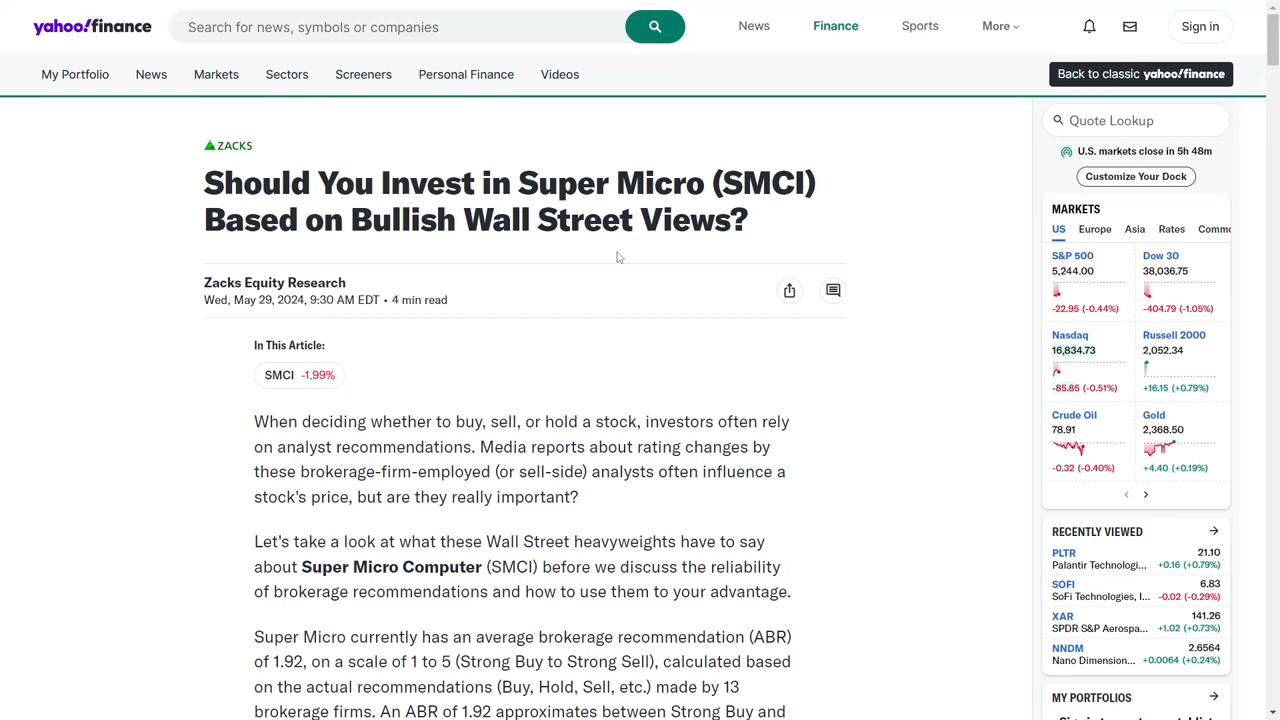 yahoo!finance
Search for news, symbols or companies
News
Finance
Sports
More
Sign in
My Portfolio
News
Markets
Sectors
Screeners
Personal Finance
Videos
Back to classic yahoo!finance
ZACKS
Should You Invest in Super Micro (SMCI)
Based on Bullish Wall Street Views?
Zacks Equity Research
Wed, May 29, 2024, 9:30 AM EDT • 4 min read
In This Article:
SMCI -1.99%
When deciding whether to buy, sell, or hold a stock, investors often rely
on analyst recommendations. Media reports about rating changes by
these brokerage-firm-employed (or sell-side) analysts often influence a
stock's price, but are they really important?
Let's take a look at what these Wall Street heavyweights have to say
about Super Micro Computer (SMCI) before we discuss the reliability
of brokerage recommendations and how to use them to your advantage.
Super Micro currently has an average brokerage recommendation (ABR)
of 1.92, on a scale of 1 to 5 (Strong Buy to Strong Sell), calculated based
on the actual recommendations (Buy, Hold, Sell, etc.) made by 13
brokerage firms. An ABR of 1.92 approximates between Strong Buy and
Quote Lookup
U.S. markets close in 5h 48m
Customize Your Dock
MARKETS
US Europe Asia Rates Commo
S&P 500
5,244.00
-22.95 (-0.44%)
Dow 30
38,036.75
-404.79 (-1.05%)
Nasdaq
16,834.73
-85.85 (-0.51%)
Russell 2000
2,052.34
+16.15 (+0.79%)
Crude Oil
78.91
-0.32 (-0.40%)
Gold
2,368.50
+4.40 (+0.19%)
RECENTLY VIEWED
PLTR 21.10
Palantir Technologi... +0.16 (+0.79%)
SOFI 6.83
SoFi Technologies, I... -0.02 (-0.29%)
XAR 141.26
SPDR S&P Aerospa... +1.02 (+0.73%)
NNDM 2.6564
Nano Dimension... +0.0064 (+0.24%)
MY PORTFOLIOS